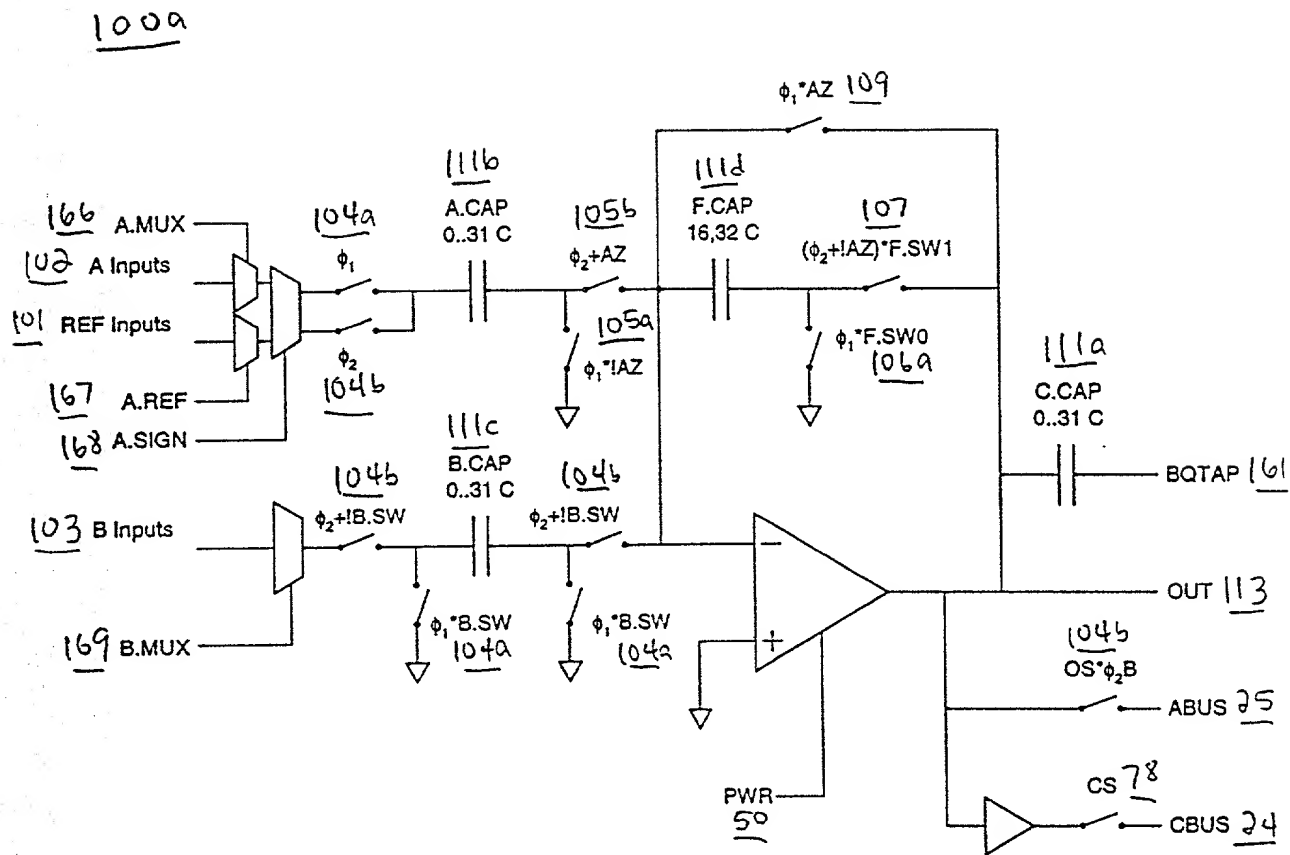 100a
ϕ1*AZ 109
111b
A.CAP
0..31 C
111d
F.CAP
16,32 C
166 A.MUX
104a
ϕ1
105b
ϕ2+AZ
107
(ϕ2+!AZ)*F.SW1
102 A Inputs
101 REF Inputs
ϕ2
104b
105a
ϕ1*!AZ
ϕ1*F.SW0
106a
111a
C.CAP
0..31 C
167 A.REF
168 A.SIGN
111c
B.CAP
0..31 C
BQTAP 161
104b
ϕ2+!B.SW
104b
ϕ2+!B.SW
103 B Inputs
−
+
OUT 113
ϕ1*B.SW
104a
ϕ1*B.SW
104a
169 B.MUX
104b
OS*ϕ2B
ABUS 25
PWR
50
CS 78
CBUS 24